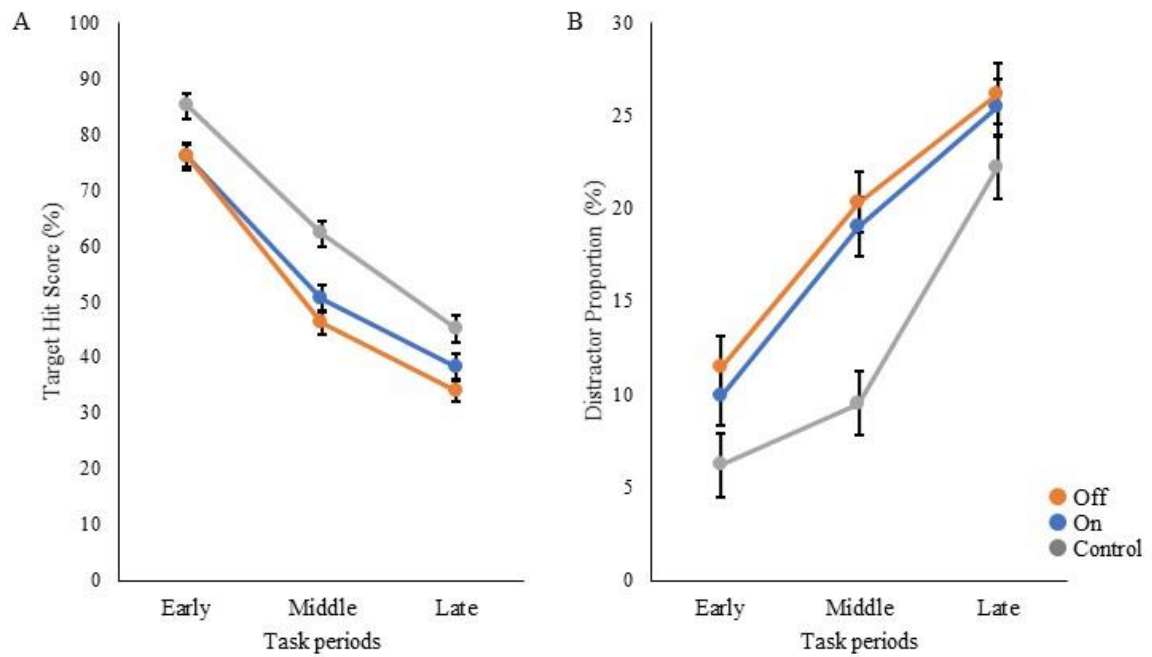 A
100
90
80
70
60
50
40
30
20
10
0
Target Hit Score (%)
Early Middle Late
Task periods
B
30
25
20
15
10
5
0
Distractor Proportion (%)
Early Middle Late
Task periods
Off
On
Control